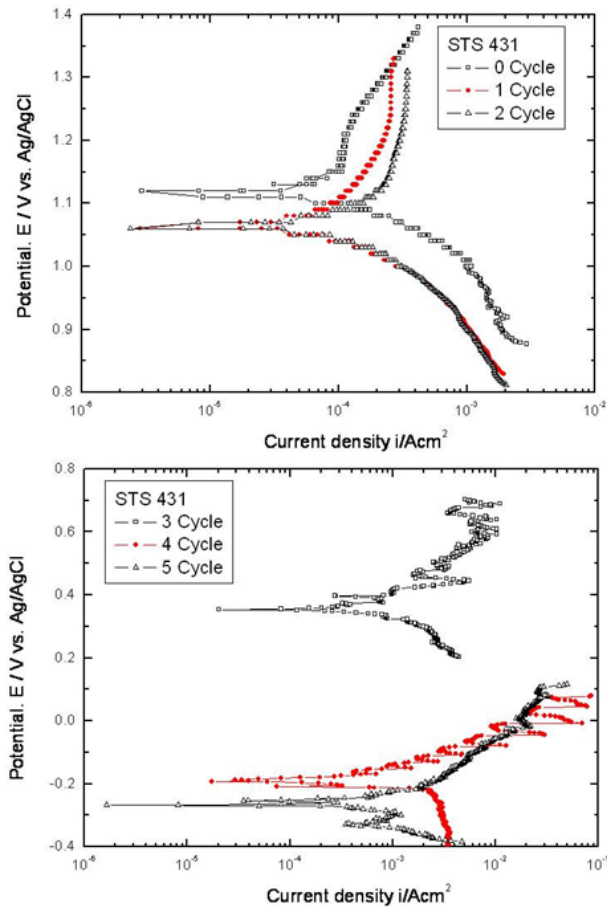 1.4
1.3
1.2
1.1
1.0
0.9
0.8
Potential. E / V vs. Ag/AgCl
STS 431
0 Cycle
1 Cycle
2 Cycle
10-6
10-5
10-4
10-3
10-2
Current density i/Acm2
0.8
0.6
0.4
0.2
0.0
-0.2
-0.4
Potential. E / V vs. Ag/AgCl
STS 431
3 Cycle
4 Cycle
5 Cycle
10-6
10-5
10-4
10-3
10-2
10-1
Current density i/Acm2